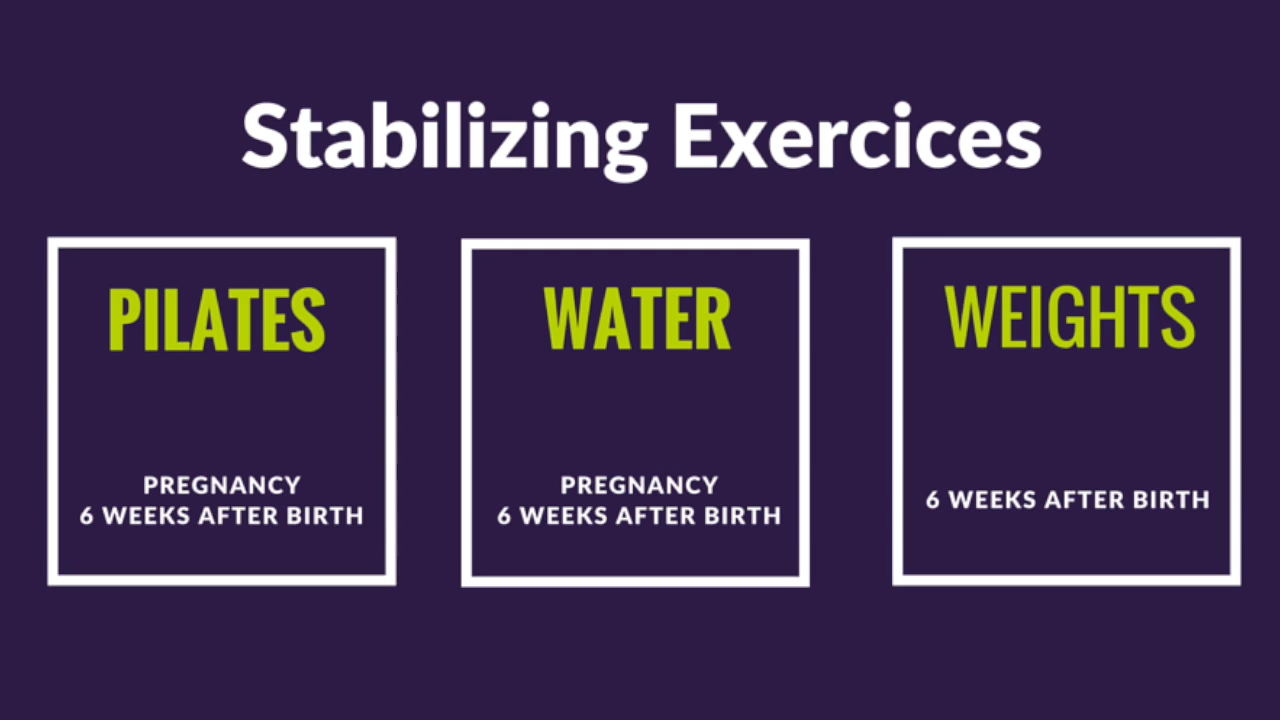 Stabilizing Exercices
PILATES
PREGNANCY
6 WEEKS AFTER BIRTH
WATER
PREGNANCY
6 WEEKS AFTER BIRTH
WEIGHTS
6 WEEKS AFTER BIRTH